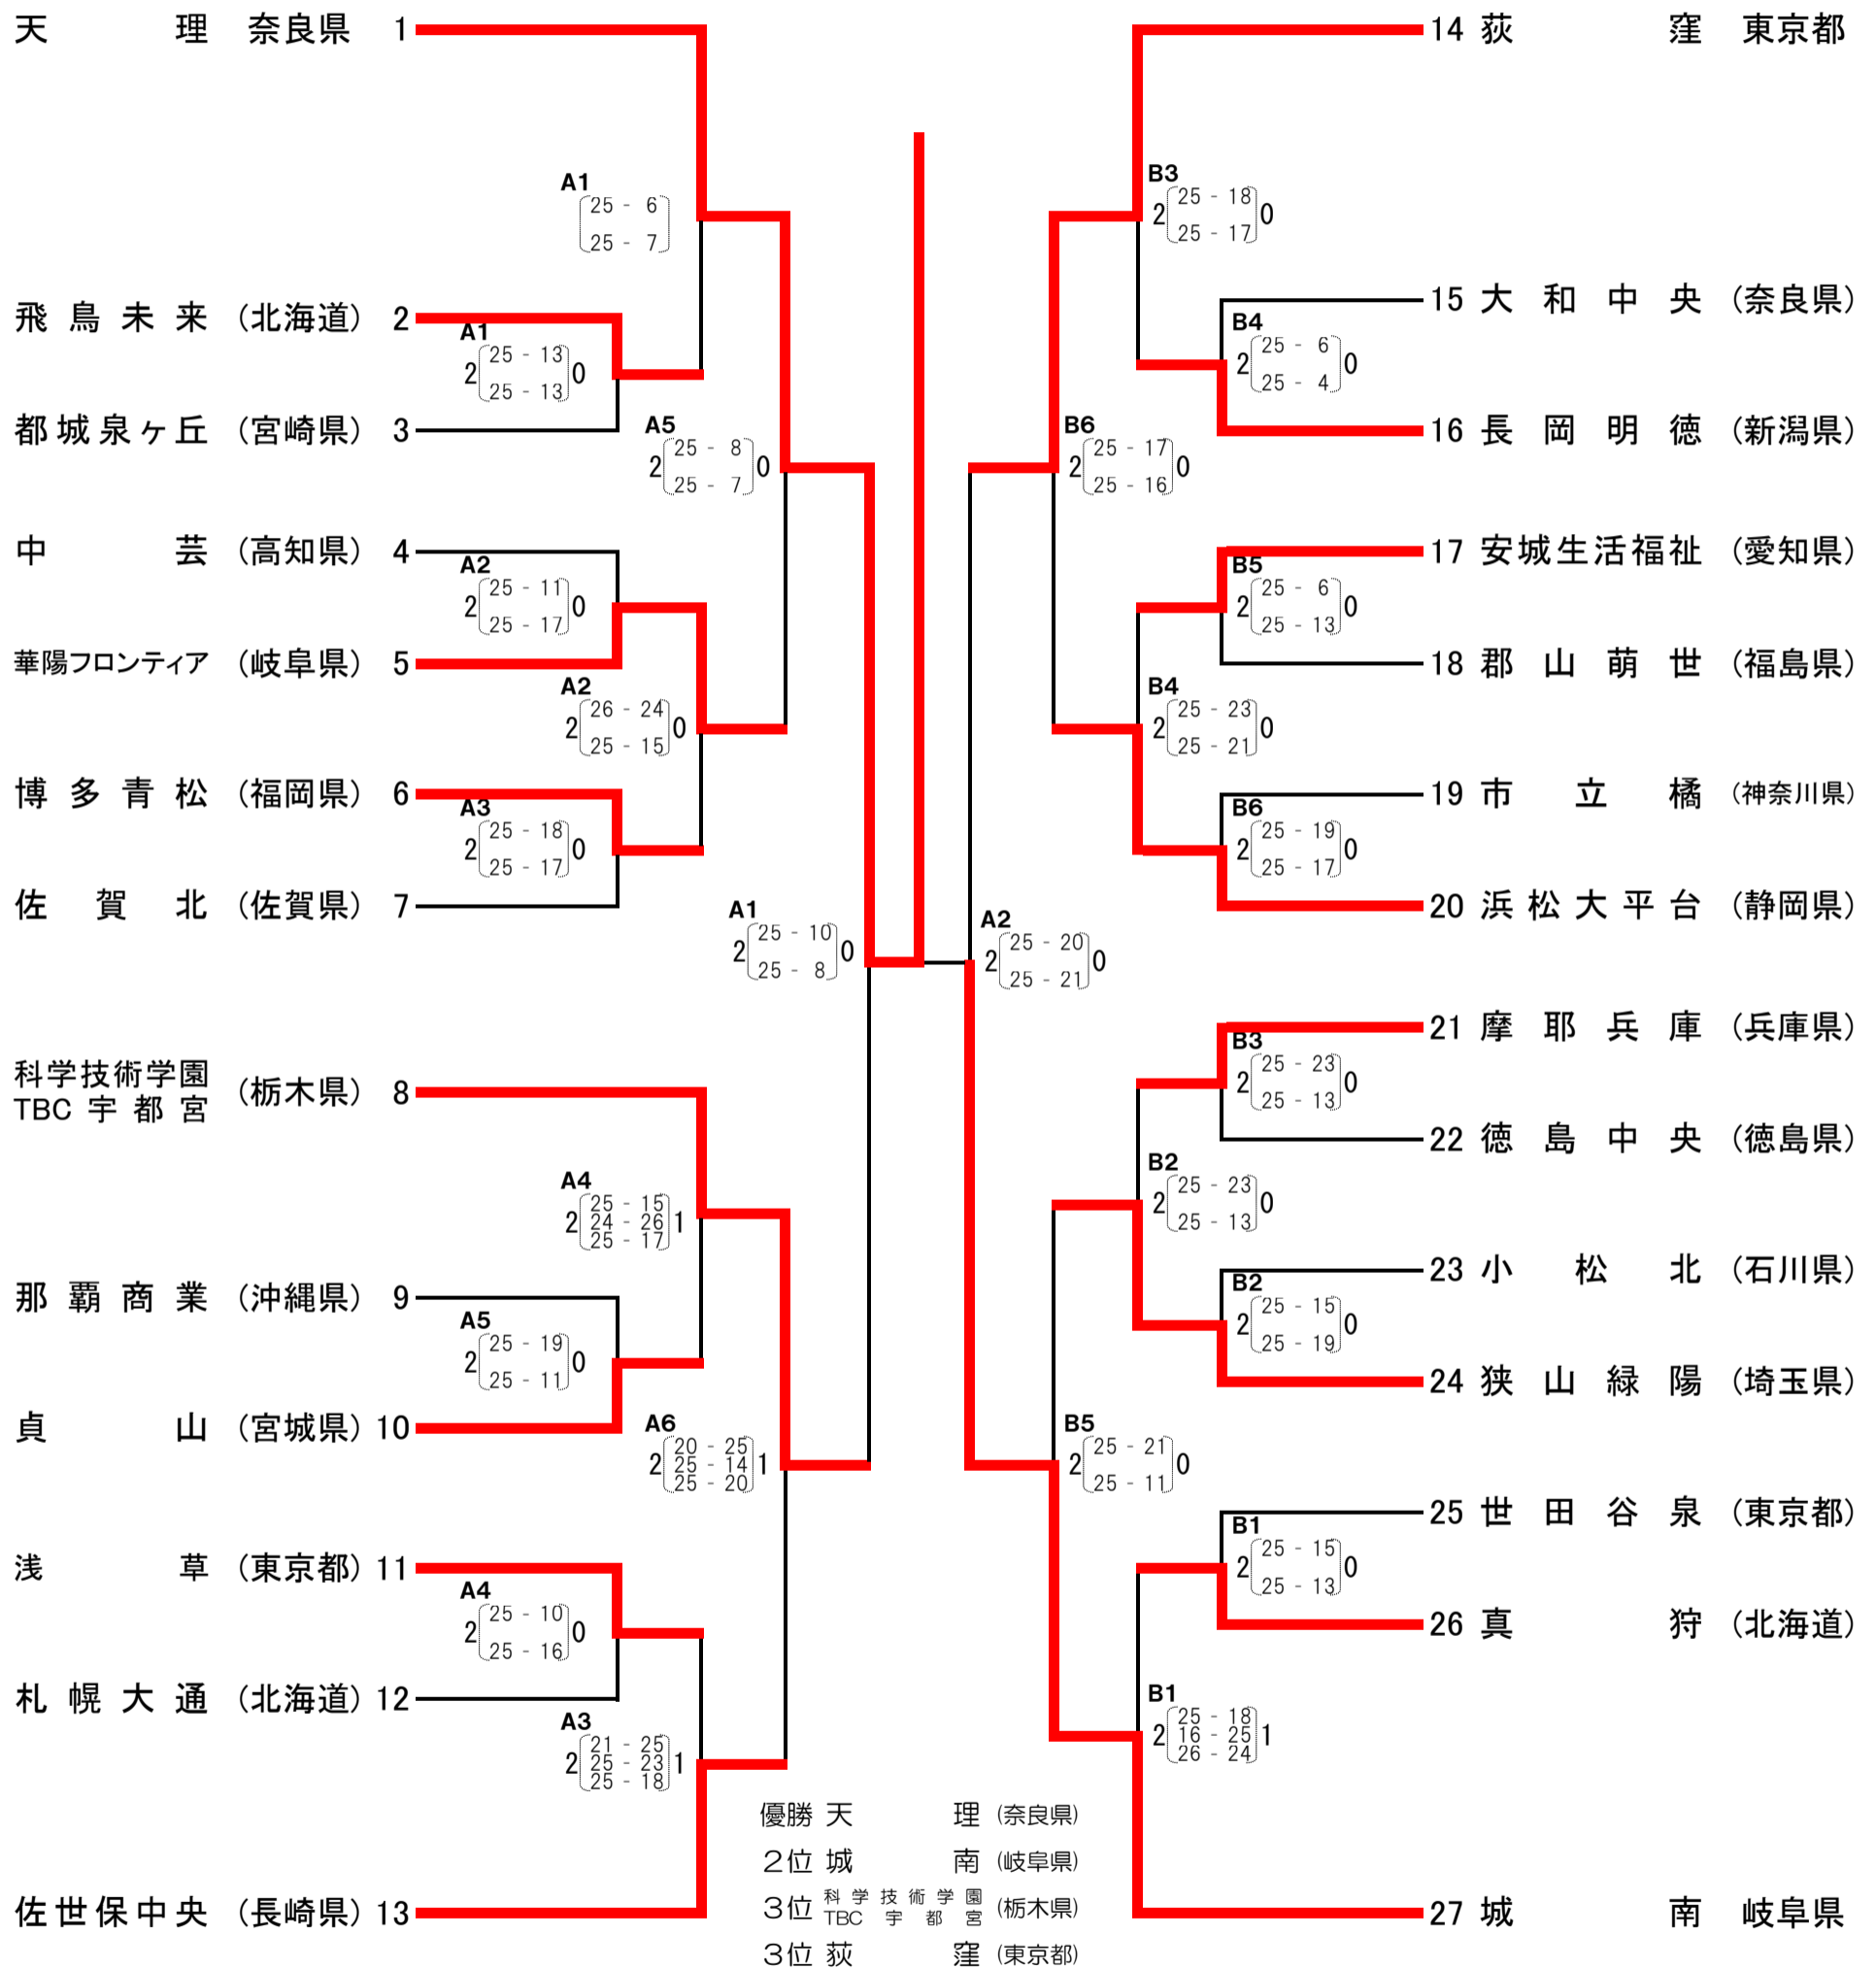 天理 奈良県 1
A1
25 - 6
25 - 7
飛鳥未来 (北海道) 2
A1
2 25 - 13 0
25 - 13
都城泉ヶ丘 (宮崎県) 3
A5
2 25 - 8 0
25 - 7
中芸 (高知県) 4
A2
2 25 - 11 0
25 - 17
華陽フロンティア (岐阜県) 5
A2
2 26 - 24 0
25 - 15
博多青松 (福岡県) 6
A3
2 25 - 18 0
25 - 17
佐賀北 (佐賀県) 7
A1
2 25 - 10 0
25 - 8
科学技術学園
TBC宇都宮 (栃木県) 8
A4
25 - 15
2 24 - 26 1
25 - 17
那覇商業 (沖縄県) 9
A5
2 25 - 19 0
25 - 11
貞山 (宮城県) 10
A6
20 - 25
2 25 - 14 1
25 - 20
浅草 (東京都) 11
A4
2 25 - 10 0
25 - 16
札幌大通 (北海道) 12
A3
21 - 25
2 25 - 23 1
25 - 18
佐世保中央 (長崎県) 13
14 荻窪 東京都
B3
2 25 - 18 0
25 - 17
15 大和中央 (奈良県)
B4
2 25 - 6 0
25 - 4
16 長岡明徳 (新潟県)
B6
2 25 - 17 0
25 - 16
17 安城生活福祉 (愛知県)
B5
2 25 - 6 0
25 - 13
18 郡山萌世 (福島県)
B4
2 25 - 23 0
25 - 21
19 市立橘 (神奈川県)
B6
2 25 - 19 0
25 - 17
20 浜松大平台 (静岡県)
A2
2 25 - 20 0
25 - 21
21 摩耶兵庫 (兵庫県)
B3
2 25 - 23 0
25 - 13
22 徳島中央 (徳島県)
B2
2 25 - 23 0
25 - 13
23 小松北 (石川県)
B2
2 25 - 15 0
25 - 19
24 狭山緑陽 (埼玉県)
B5
2 25 - 21 0
25 - 11
25 世田谷泉 (東京都)
B1
2 25 - 15 0
25 - 13
26 真狩 (北海道)
B1
25 - 18
2 16 - 25 1
26 - 24
27 城南 岐阜県
優勝 天理 (奈良県)
2位 城南 (岐阜県)
3位 科学技術学園
TBC宇都宮 (栃木県)
3位 荻窪 (東京都)